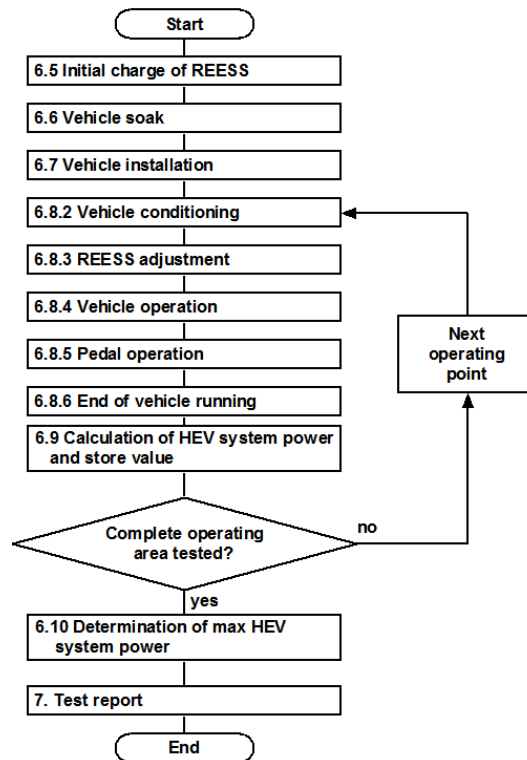 Start
6.5 Initial charge of REESS
6.6 Vehicle soak
6.7 Vehicle installation
6.8.2 Vehicle conditioning
6.8.3 REESS adjustment
6.8.4 Vehicle operation
6.8.5 Pedal operation
6.8.6 End of vehicle running
6.9 Calculation of HEV system power
and store value
Complete operating
area tested?
no
Next
operating
point
yes
6.10 Determination of max HEV
system power
7. Test report
End